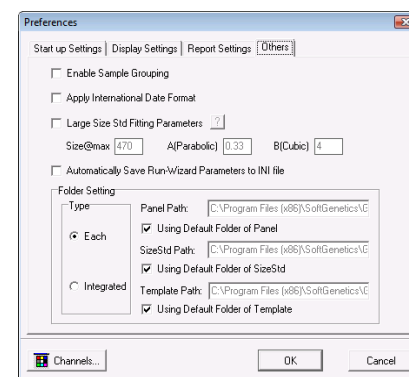 Preferences
Start up Settings Display Settings Report Settings Others
Enable Sample Grouping
Apply International Date Format
Large Size Std Fitting Parameters ?
Size@max 470 A(Parabolic) 0.33 B(Cubic) 4
Automatically Save Run-Wizard Parameters to INI file
Folder Setting
Type
Panel Path: C:\Program Files (x86)\SoftGenetics\G
Each
Using Default Folder of Panel
SizeStd Path: C:\Program Files (x86)\SoftGenetics\G
Using Default Folder of SizeStd
Integrated
Template Path: C:\Program Files (x86)\SoftGenetics\G
Using Default Folder of Template
Channels... OK Cancel